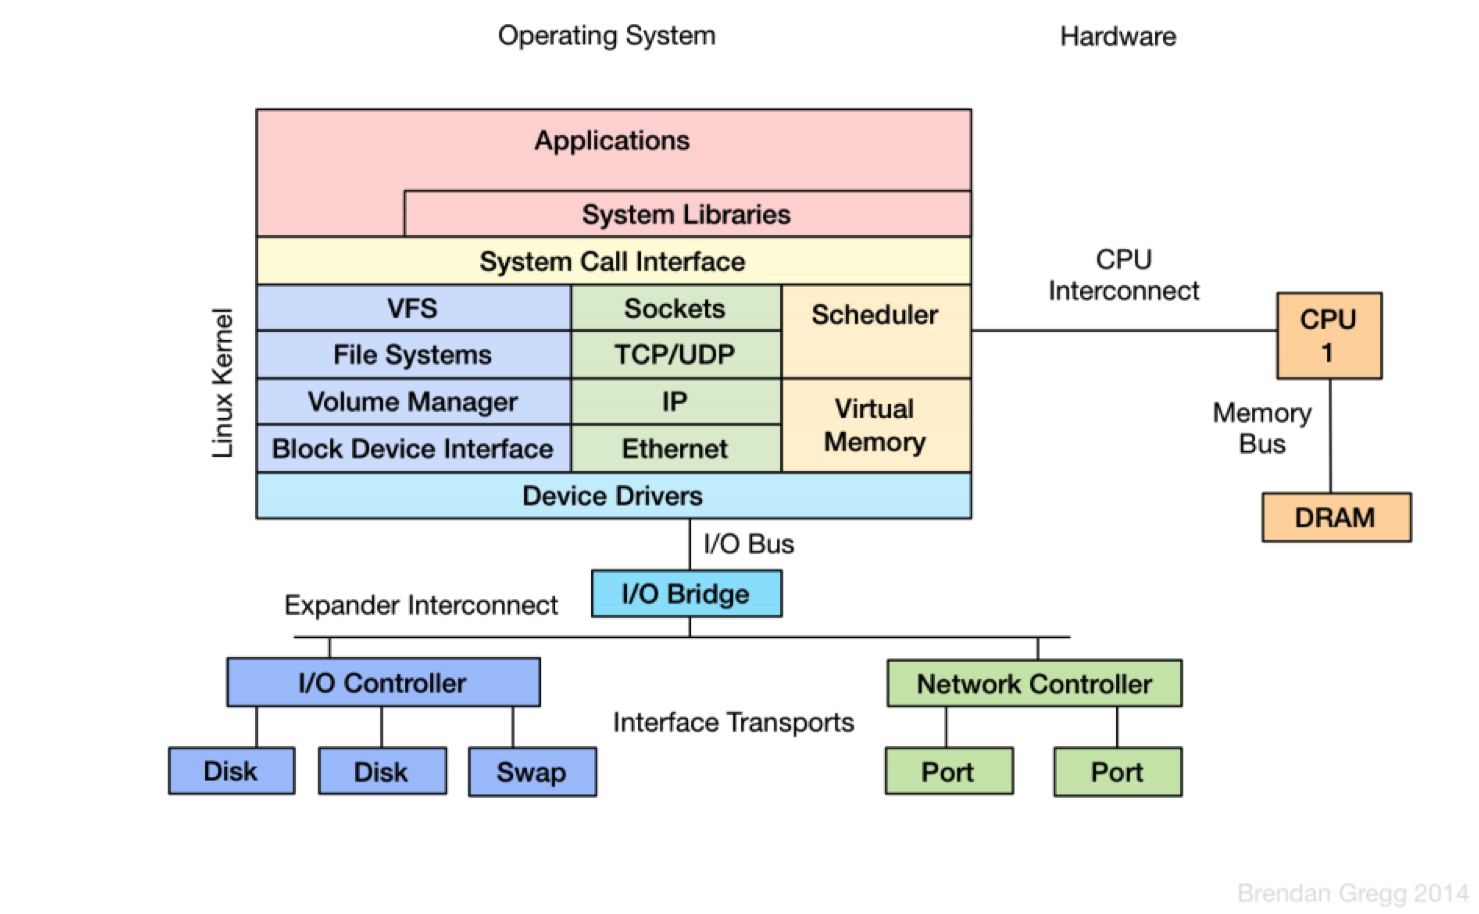 Operating System
Hardware
Applications
System Libraries
System Call Interface
Linux Kernel
VFS
Sockets
Scheduler
File Systems
TCP/UDP
Volume Manager
IP
Virtual
Memory
Block Device Interface
Ethernet
Device Drivers
CPU
Interconnect
CPU
1
Memory
Bus
DRAM
I/O Bus
I/O Bridge
Expander Interconnect
I/O Controller
Network Controller
Interface Transports
Disk
Disk
Swap
Port
Port
Brendan Gregg 2014